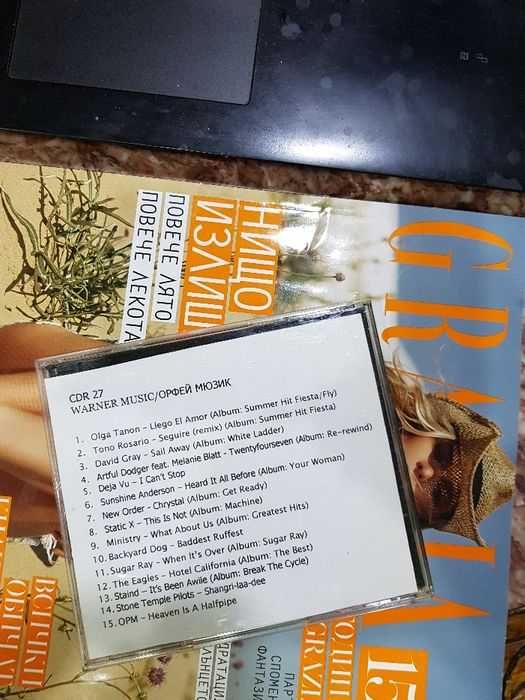 CDR 27
WARNER MUSIC/ОРФЕЙ МЮЗИК
1. Olga Tanon – Llego El Amor (Album: Summer Hit Fiesta/Fly)
2. Tono Rosario – Seguire (remix) (Album: Summer Hit Fiesta)
3. David Gray – Sail Away (Album: White Ladder)
4. Artful Dodger feat. Melanie Blatt – Twentyfourseven (Album: Re-rewind)
5. Deja Vu – I Can't Stop
6. Sunshine Anderson – Heard It All Before (Album: Your Woman)
7. New Order – Chrystal (Album: Get Ready)
8. Static X – This Is Not (Album: Machine)
9. Ministry – What About Us (Album: Greatest Hits)
10. Backyard Dog – Baddest Ruffest
11. Sugar Ray – When It's Over (Album: Sugar Ray)
12. The Eagles – Hotel California (Album: The Best)
13. Staind – It's Been Awile (Album: Break The Cycle)
14. Stone Temple Pilots – Shangri-laa-dee
15. OPM – Heaven Is A Halfpipe
GRA
НИЩО
ИЗЛИШ
ПОВЕЧЕ ЛЯТО
ПОВЕЧЕ ЛЕКОТА
ВСИЧКИ
15
ПАР
СПОМЕН
ФАНТАЗИ